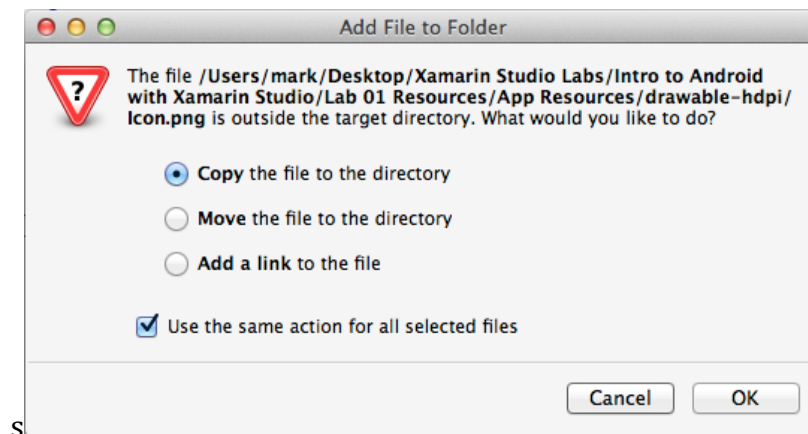 Add File to Folder
?
The file /Users/mark/Desktop/Xamarin Studio Labs/Intro to Android
with Xamarin Studio/Lab 01 Resources/App Resources/drawable-hdpi/
Icon.png is outside the target directory. What would you like to do?
Copy the file to the directory
Move the file to the directory
Add a link to the file
Use the same action for all selected files
Cancel OK
s